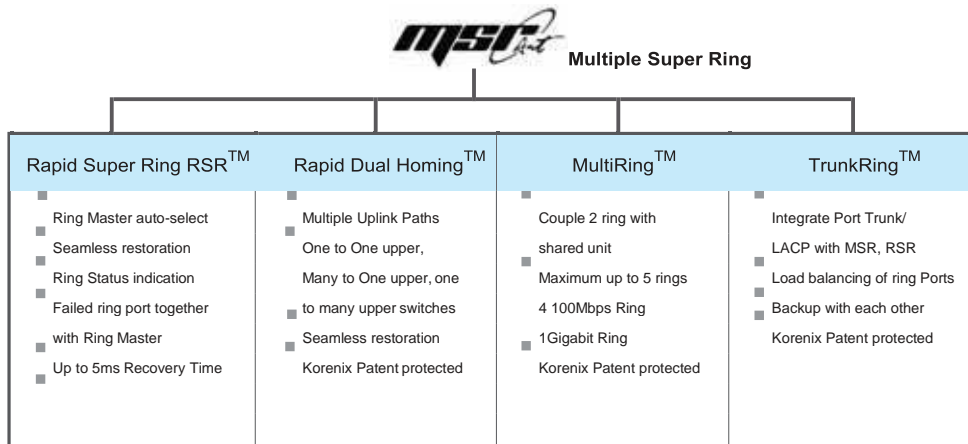 msr Ant
Multiple Super Ring
Rapid Super Ring RSR™
Ring Master auto-select
Seamless restoration
Ring Status indication
Failed ring port together
with Ring Master
Up to 5ms Recovery Time
Rapid Dual Homing™
Multiple Uplink Paths
One to One upper,
Many to One upper, one
to many upper switches
Seamless restoration
Korenix Patent protected
MultiRing™
Couple 2 ring with
shared unit
Maximum up to 5 rings
4 100Mbps Ring
1Gigabit Ring
Korenix Patent protected
TrunkRing™
Integrate Port Trunk/
LACP with MSR, RSR
Load balancing of ring Ports
Backup with each other
Korenix Patent protected